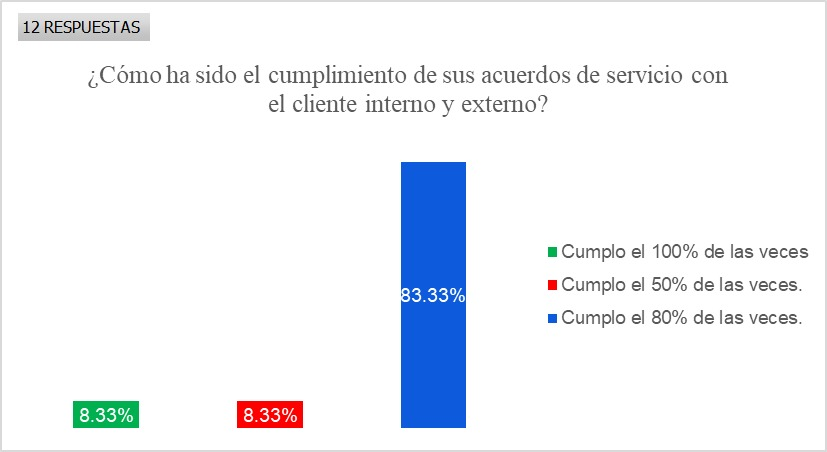 12 RESPUESTAS
¿Cómo ha sido el cumplimiento de sus acuerdos de servicio con
el cliente interno y externo?
8.33%
8.33%
83.33%
Cumplo el 100% de las veces
Cumplo el 50% de las veces.
Cumplo el 80% de las veces.